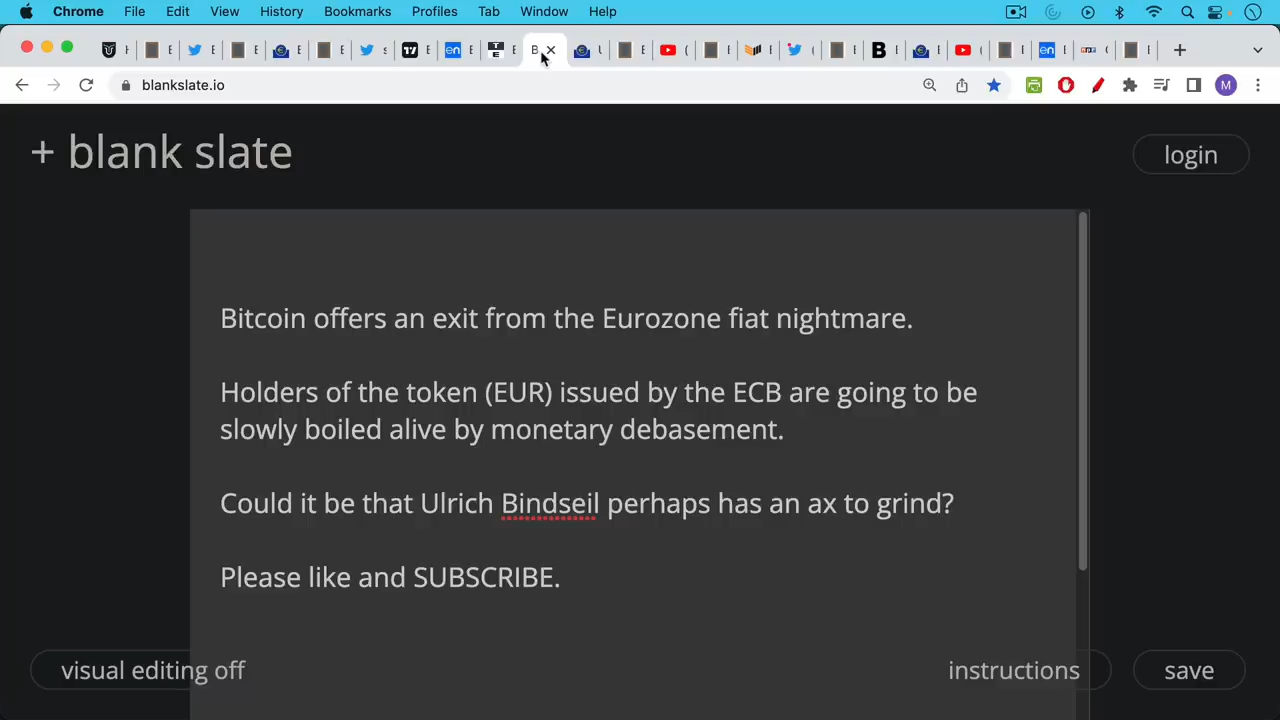 Chrome File Edit View History Bookmarks Profiles Tab Window Help
blankslate.io
M
+ blank slate
login
Bitcoin offers an exit from the Eurozone fiat nightmare.
Holders of the token (EUR) issued by the ECB are going to be
slowly boiled alive by monetary debasement.
Could it be that Ulrich Bindseil perhaps has an ax to grind?
Please like and SUBSCRIBE.
visual editing off
instructions
save